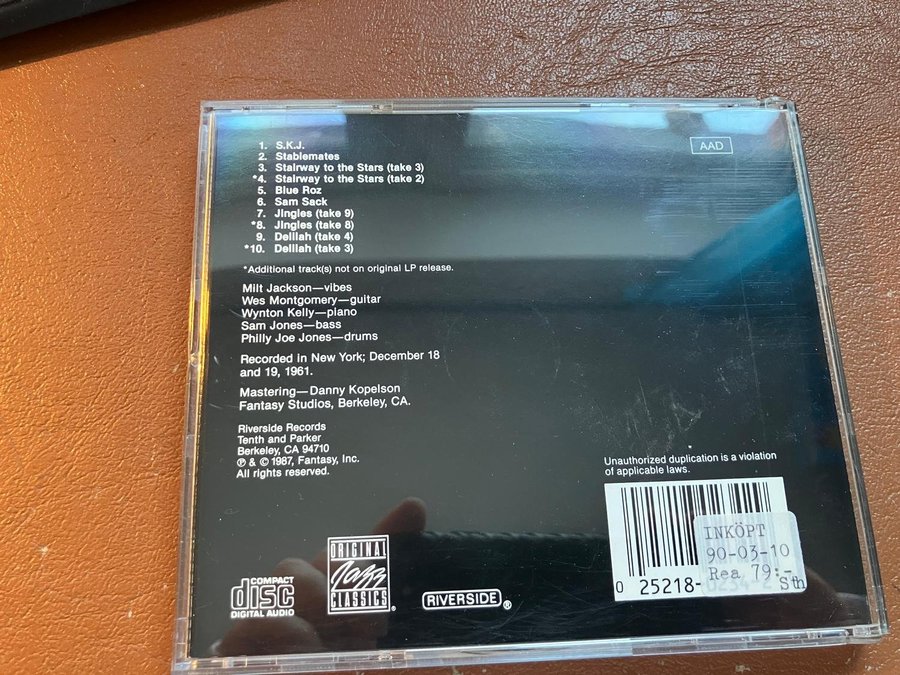 1. S.K.J.
2. Stablemates
3. Stairway to the Stars (take 3)
*4. Stairway to the Stars (take 2)
5. Blue Roz
6. Sam Sack
7. Jingles (take 9)
*8. Jingles (take 8)
9. Delilah (take 4)
*10. Delilah (take 3)
*Additional track(s) not on original LP release.
Milt Jackson—vibes
Wes Montgomery—guitar
Wynton Kelly—piano
Sam Jones—bass
Philly Joe Jones—drums
Recorded in New York; December 18
and 19, 1961.
Mastering—Danny Kopelson
Fantasy Studios, Berkeley, CA.
Riverside Records
Tenth and Parker
Berkeley, CA 94710
℗ & © 1987, Fantasy, Inc.
All rights reserved.
AAD
Unauthorized duplication is a violation
of applicable laws.
INKÖPT
90-03-10
Rea 79:-
Sth
0 25218-
COMPACT
disc
DIGITAL AUDIO
ORIGINAL
Jazz
CLASSICS®
RIVERSIDE®